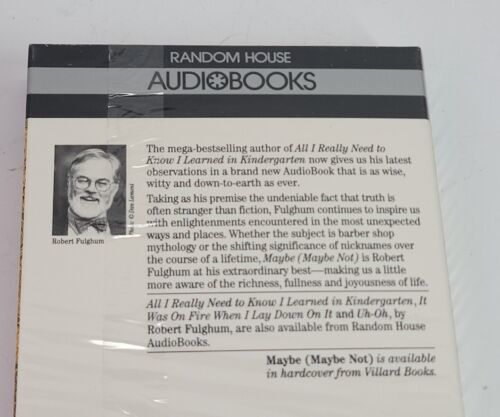 RANDOM HOUSE
AUDIOBOOKS
The mega-bestselling author of All I Really Need to
Know I Learned in Kindergarten now gives us his latest
observations in a brand new AudioBook that is as wise,
witty and down-to-earth as ever.
Taking as his premise the undeniable fact that truth is
often stranger than fiction, Fulghum continues to inspire us
with enlightenments encountered in the most unexpected
ways and places. Whether the subject is barber shop
mythology or the shifting significance of nicknames over
the course of a lifetime, Maybe (Maybe Not) is Robert
Fulghum at his extraordinary best—making us a little
more aware of the richness, fullness and joyousness of life.
All I Really Need to Know I Learned in Kindergarten, It
Was On Fire When I Lay Down On It and Uh-Oh, by
Robert Fulghum, are also available from Random House
AudioBooks.
Maybe (Maybe Not) is available
in hardcover from Villard Books.
Robert Fulghum